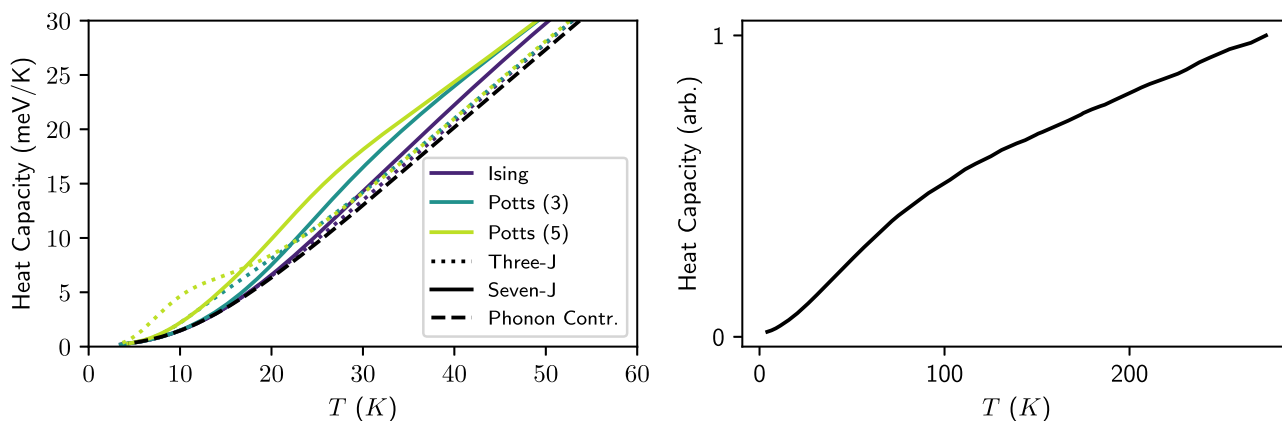 Heat Capacity (meV/K)
30
25
20
15
10
5
0
0 10 20 30 40 50 60
T (K)
Ising
Potts (3)
Potts (5)
Three-J
Seven-J
Phonon Contr.
Heat Capacity (arb.)
1
0
0 100 200
T (K)